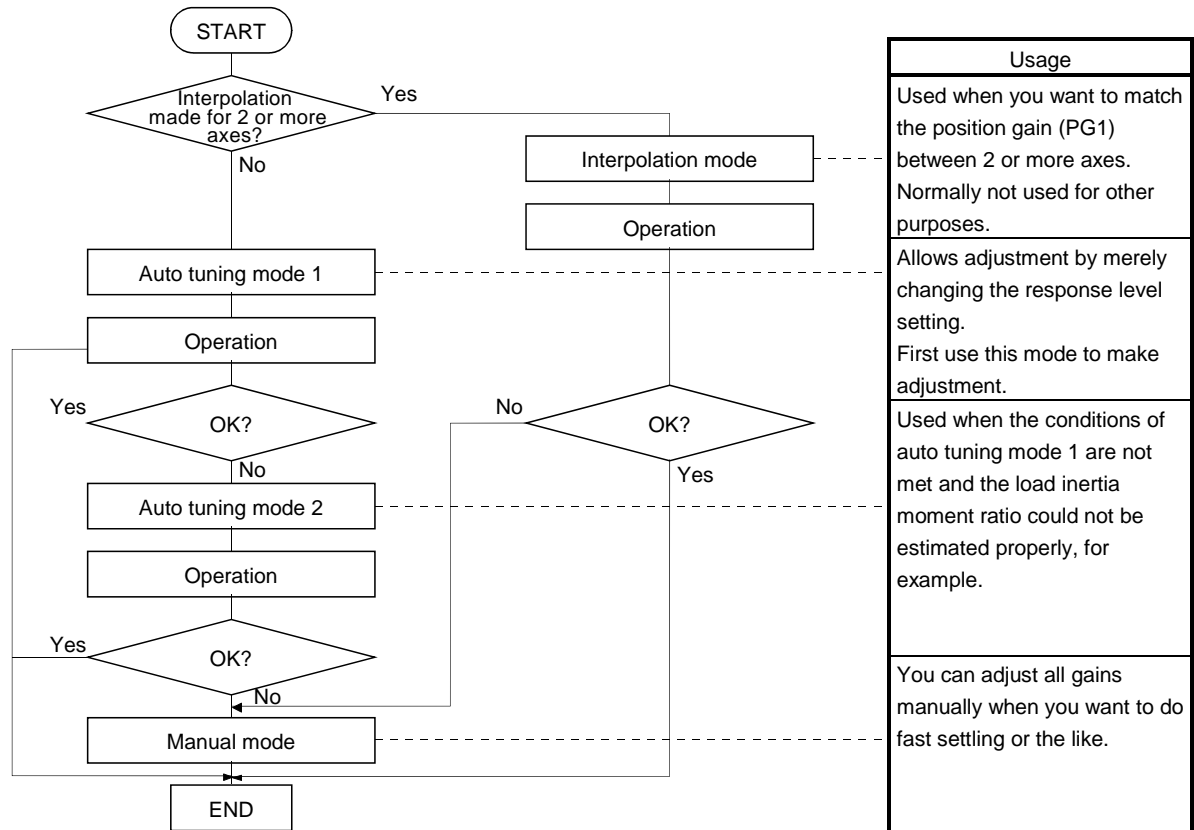 START
Interpolation
made for 2 or more
axes?
Yes
No
Interpolation mode
Operation
Auto tuning mode 1
Operation
Yes
OK?
No
No
OK?
Yes
Auto tuning mode 2
Operation
Yes
OK?
No
Manual mode
END
Usage
Used when you want to match
the position gain (PG1)
between 2 or more axes.
Normally not used for other
purposes.
Allows adjustment by merely
changing the response level
setting.
First use this mode to make
adjustment.
Used when the conditions of
auto tuning mode 1 are not
met and the load inertia
moment ratio could not be
estimated properly, for
example.
You can adjust all gains
manually when you want to do
fast settling or the like.